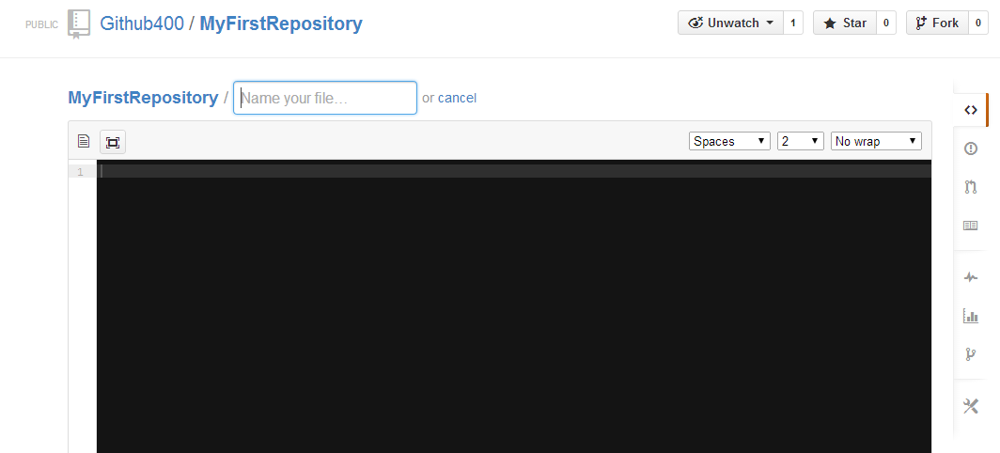 PUBLIC Github400 / MyFirstRepository Unwatch 1 Star 0 Fork 0
MyFirstRepository / Name your file... or cancel
Spaces 2 No wrap
1